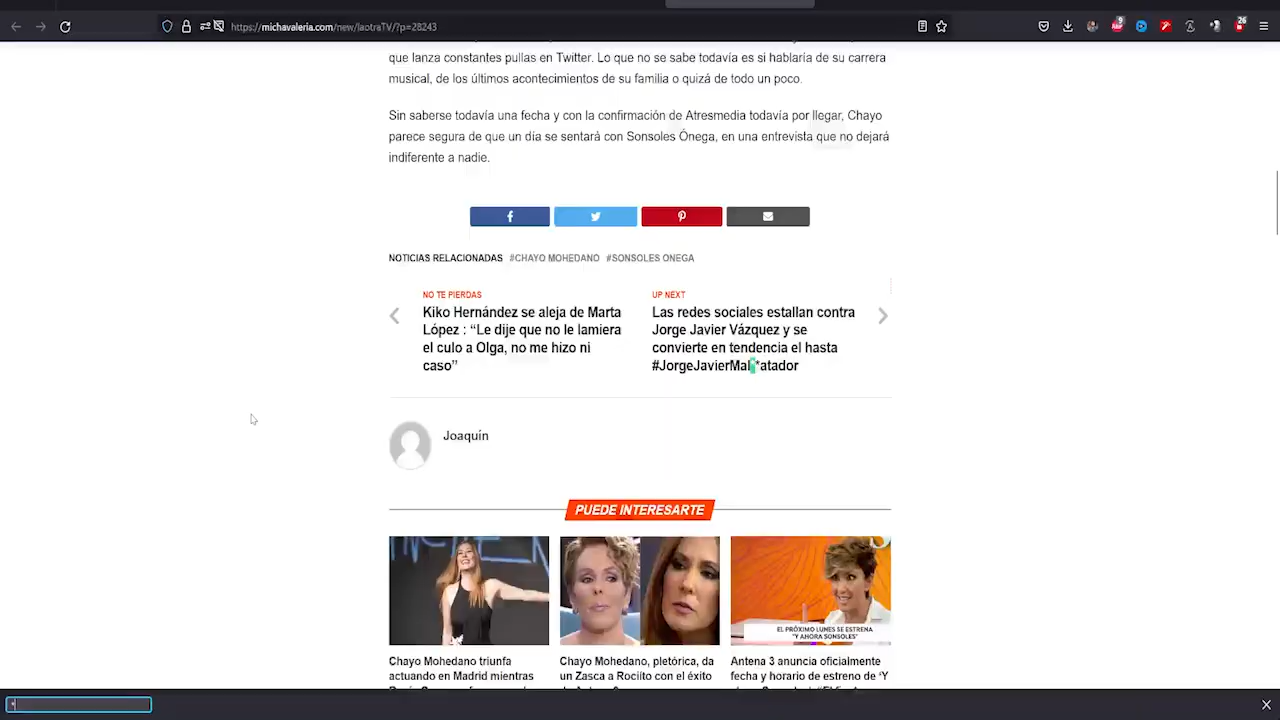 https://michavaleria.com/new/laotraTV/?p=28243
9
26
que lanza constantes pullas en Twitter. Lo que no se sabe todavía es si hablaría de su carrera
musical, de los últimos acontecimientos de su familia o quizá de todo un poco.
Sin saberse todavía una fecha y con la confirmación de Atresmedia todavía por llegar, Chayo
parece segura de que un día se sentará con Sonsoles Ónega, en una entrevista que no dejará
indiferente a nadie.
NOTICIAS RELACIONADAS #CHAYO MOHEDANO #SONSOLES ONEGA
NO TE PIERDAS
Kiko Hernández se aleja de Marta
López : “Le dije que no le lamiera
el culo a Olga, no me hizo ni
caso”
UP NEXT
Las redes sociales estallan contra
Jorge Javier Vázquez y se
convierte en tendencia el hasta
#JorgeJavierMal**atador
Joaquín
PUEDE INTERESARTE
EL PRÓXIMO LUNES SE ESTRENA
"Y AHORA SONSOLES"
Chayo Mohedano triunfa
actuando en Madrid mientras
Chayo Mohedano, pletórica, da
un Zasca a Rociíto con el éxito
Antena 3 anuncia oficialmente
fecha y horario de estreno de ‘Y
*